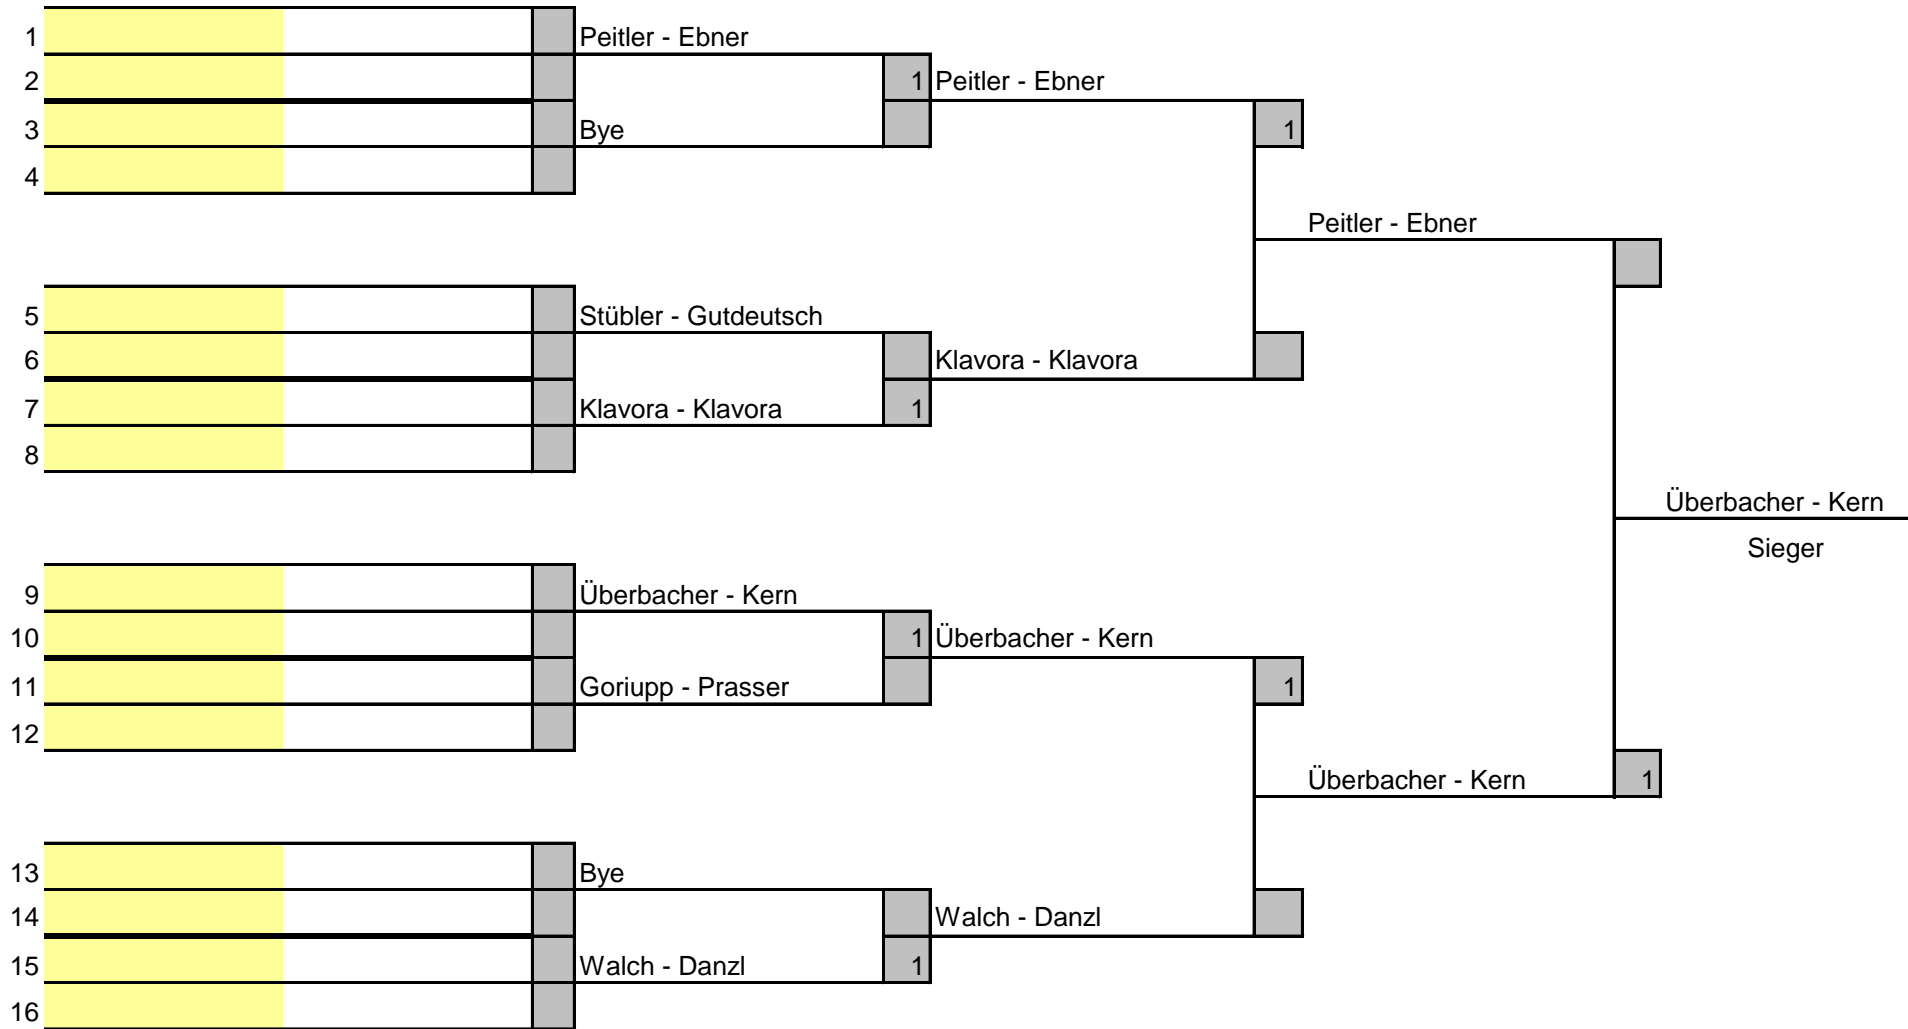 1 Peitler - Ebner
2 1 Peitler - Ebner
3 Bye 1
4
Peitler - Ebner
5 Stübler - Gutdeutsch
6 Klavora - Klavora
7 Klavora - Klavora 1
8
Überbacher - Kern
Sieger
9 Überbacher - Kern
10 1 Überbacher - Kern
11 Goriupp - Prasser 1
12
Überbacher - Kern 1
13 Bye
14 Walch - Danzl
15 Walch - Danzl 1
16